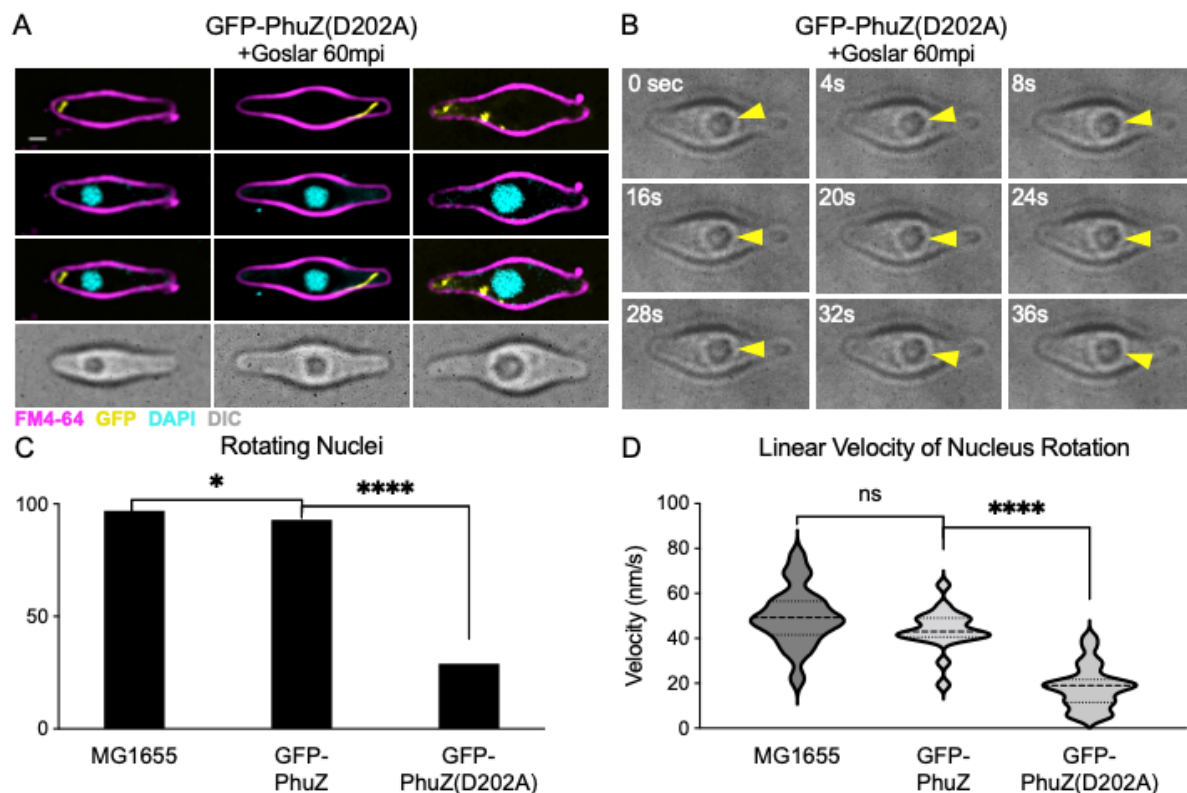 A
GFP-PhuZ(D202A)
+Goslar 60mpi
FM4-64 GFP DAPI DIC
B
GFP-PhuZ(D202A)
+Goslar 60mpi
0 sec 4s 8s
16s 20s 24s
28s 32s 36s
C
Rotating Nuclei
* ****
100
50
0
MG1655 GFP-PhuZ GFP-PhuZ(D202A)
D
Linear Velocity of Nucleus Rotation
ns ****
Velocity (nm/s)
80
60
40
20
0
MG1655 GFP-PhuZ GFP-PhuZ(D202A)